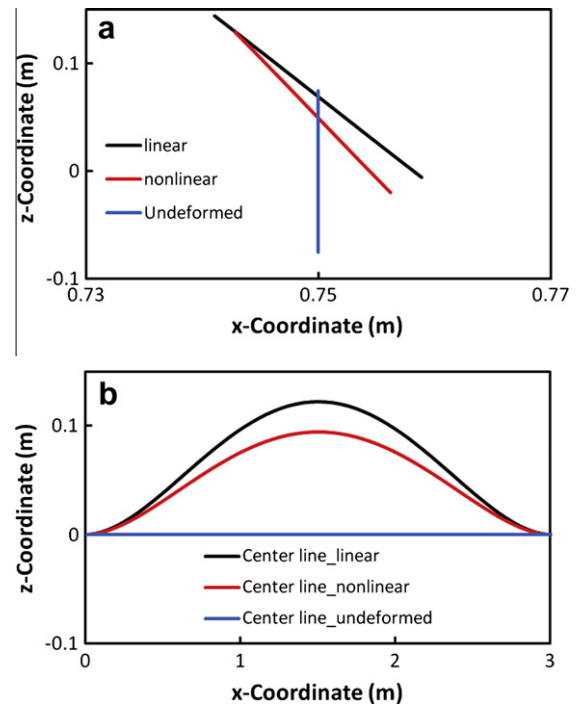 a
z-Coordinate (m)
0.1
0
-0.1
linear
nonlinear
Undeformed
0.73
0.75
0.77
x-Coordinate (m)
b
z-Coordinate (m)
0.1
0
-0.1
Center line_linear
Center line_nonlinear
Center line_undeformed
0
1
2
3
x-Coordinate (m)